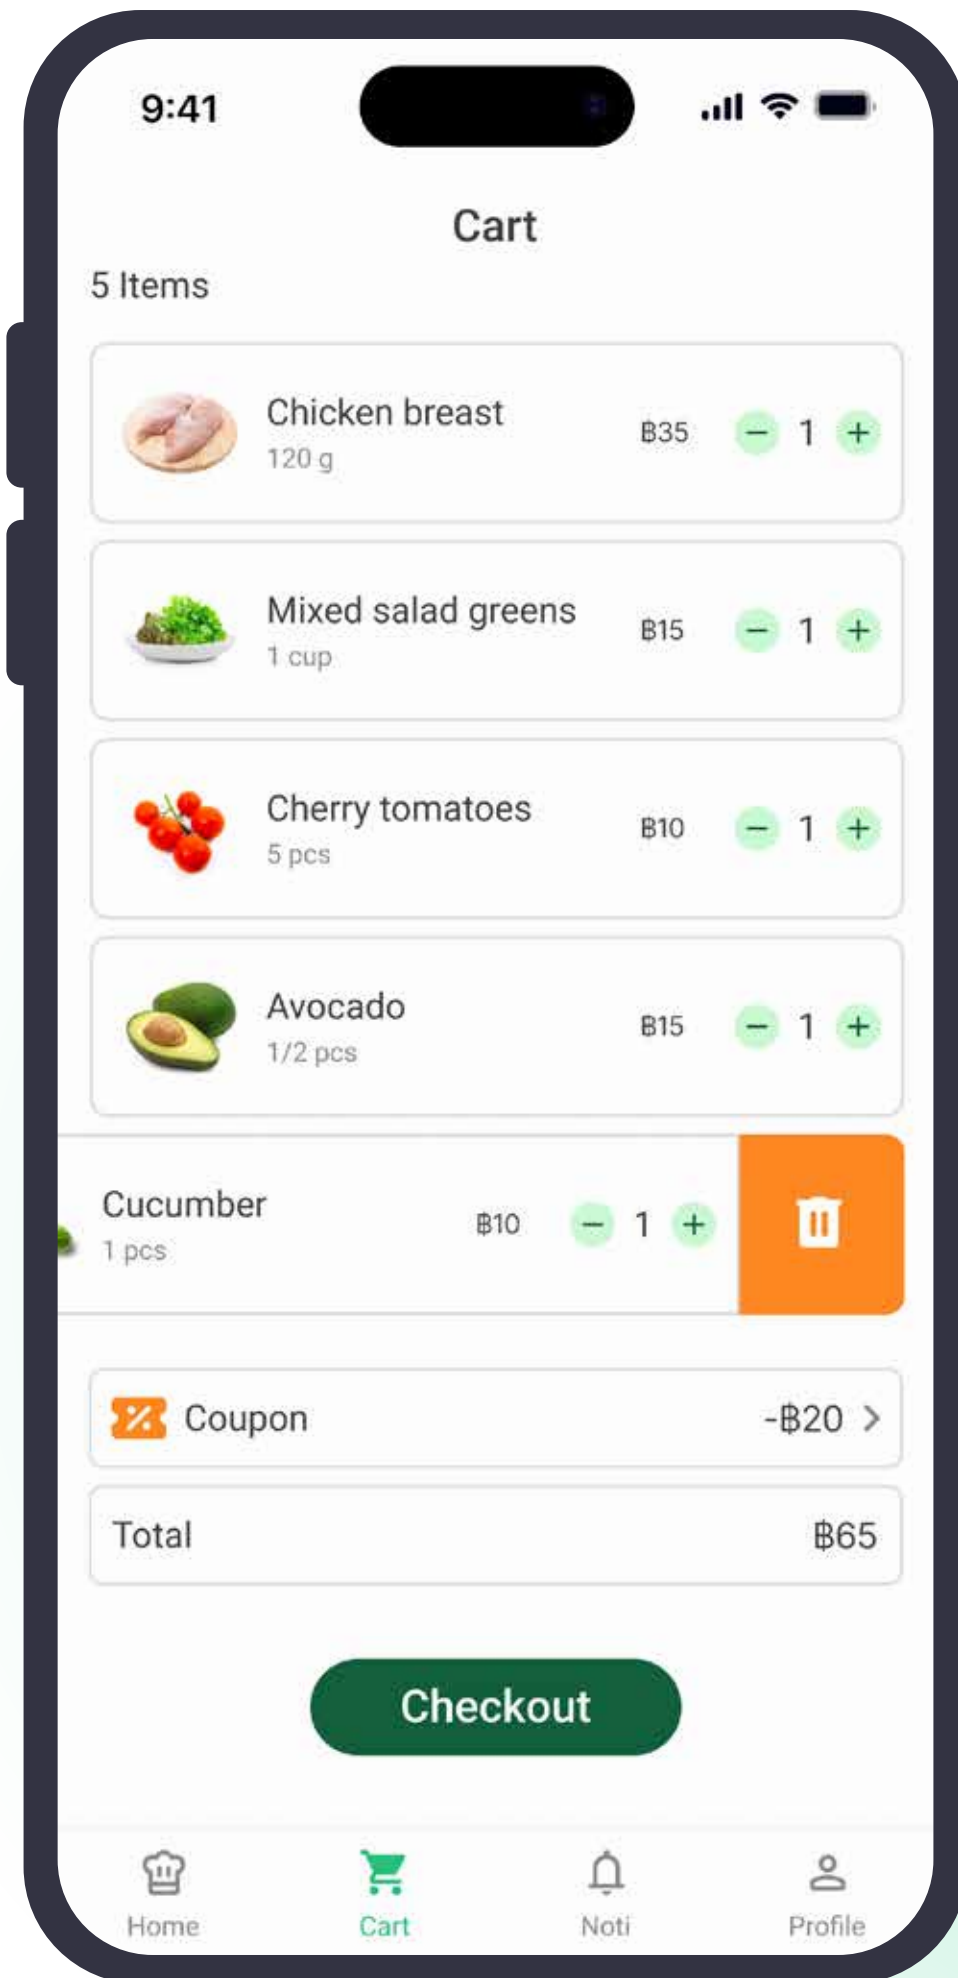 9:41
Cart
5 Items
Chicken breast
120 g
฿35
1
Mixed salad greens
1 cup
฿15
1
Cherry tomatoes
5 pcs
฿10
1
Avocado
1/2 pcs
฿15
1
Cucumber
1 pcs
฿10
1
Coupon
-฿20
Total
฿65
Checkout
Home
Cart
Noti
Profile